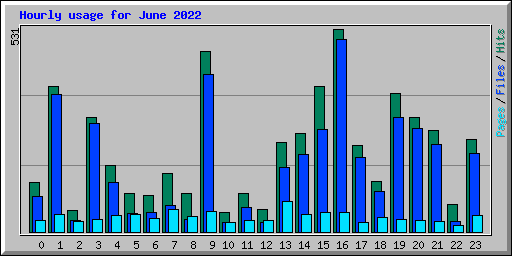 Hourly usage for June 2022
531
Pages/Files/Hits
0 1 2 3 4 5 6 7 8 9 10 11 12 13 14 15 16 17 18 19 20 21 22 23